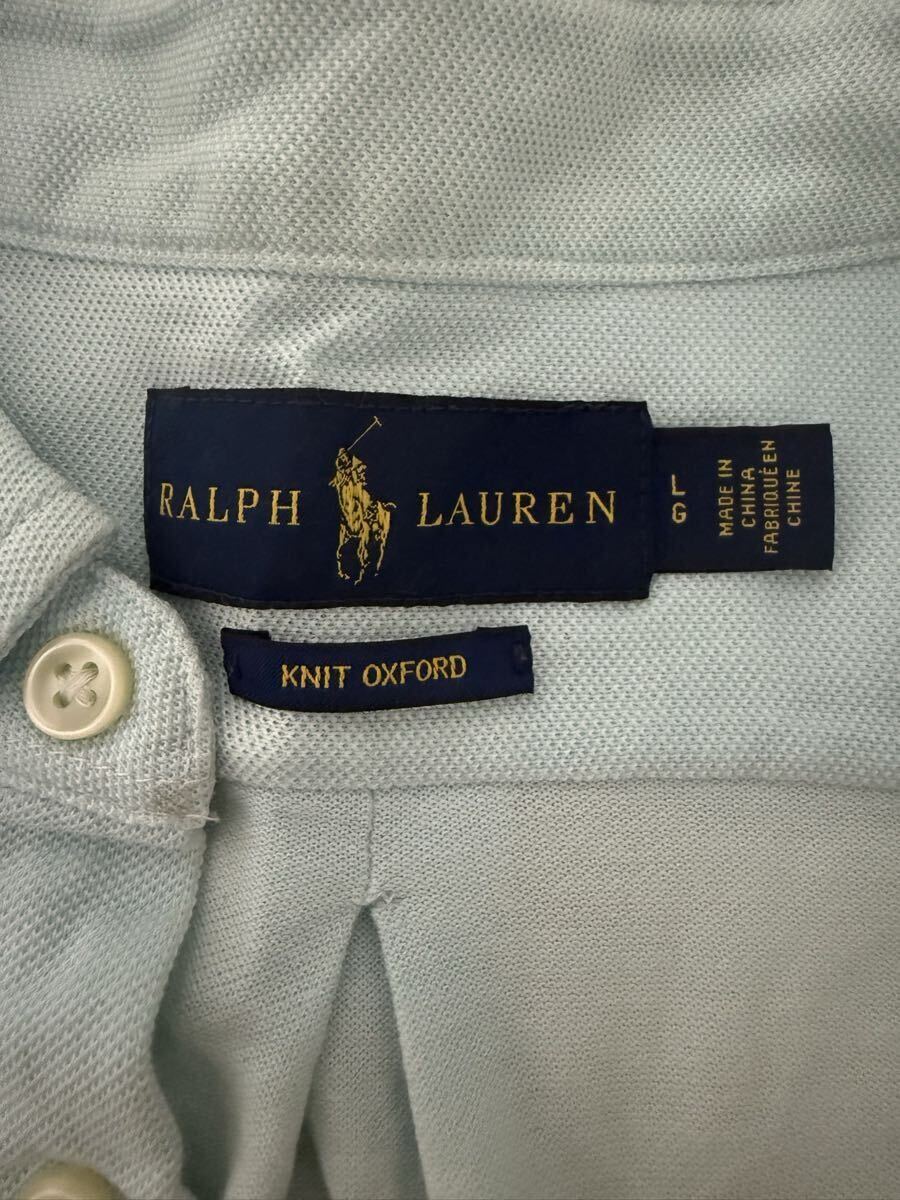 RALPH LAUREN
L
G
MADE IN
CHINA
FABRIQUÉ EN
CHINE
KNIT OXFORD